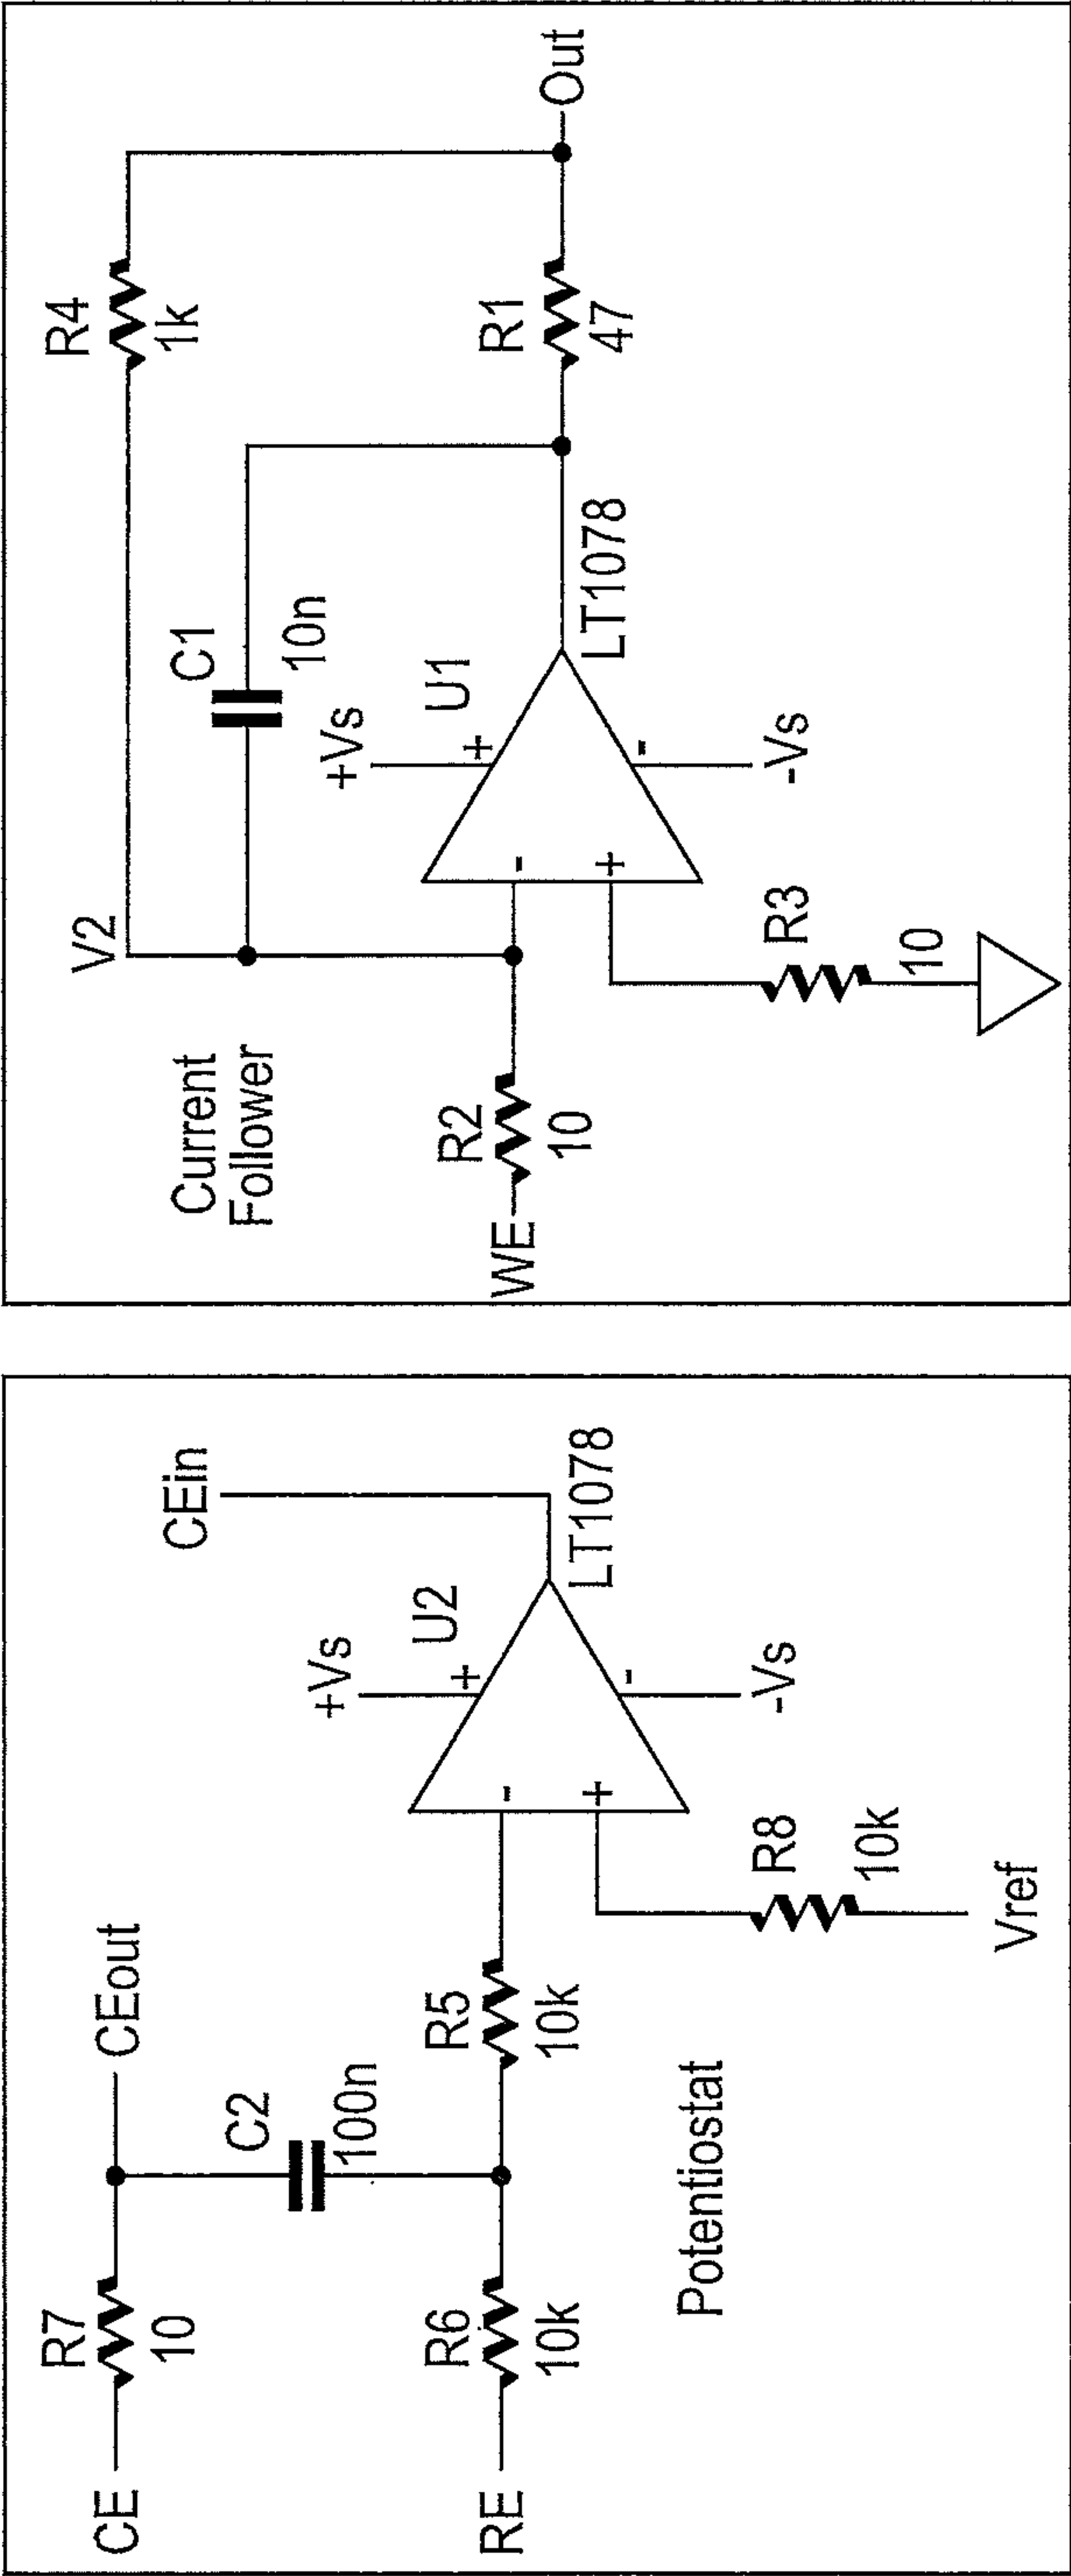 CE
R7
10
CEout
C2
100n
RE
R6
10k
R5
10k
-
+
R8
10k
Vref
+Vs
+
U2
-
-Vs
LT1078
CEin
Potentiostat
Current
Follower
WE
R2
10
V2
C1
10n
R4
1k
-
+
R3
10
+Vs
+
U1
-
-Vs
LT1078
R1
47
Out